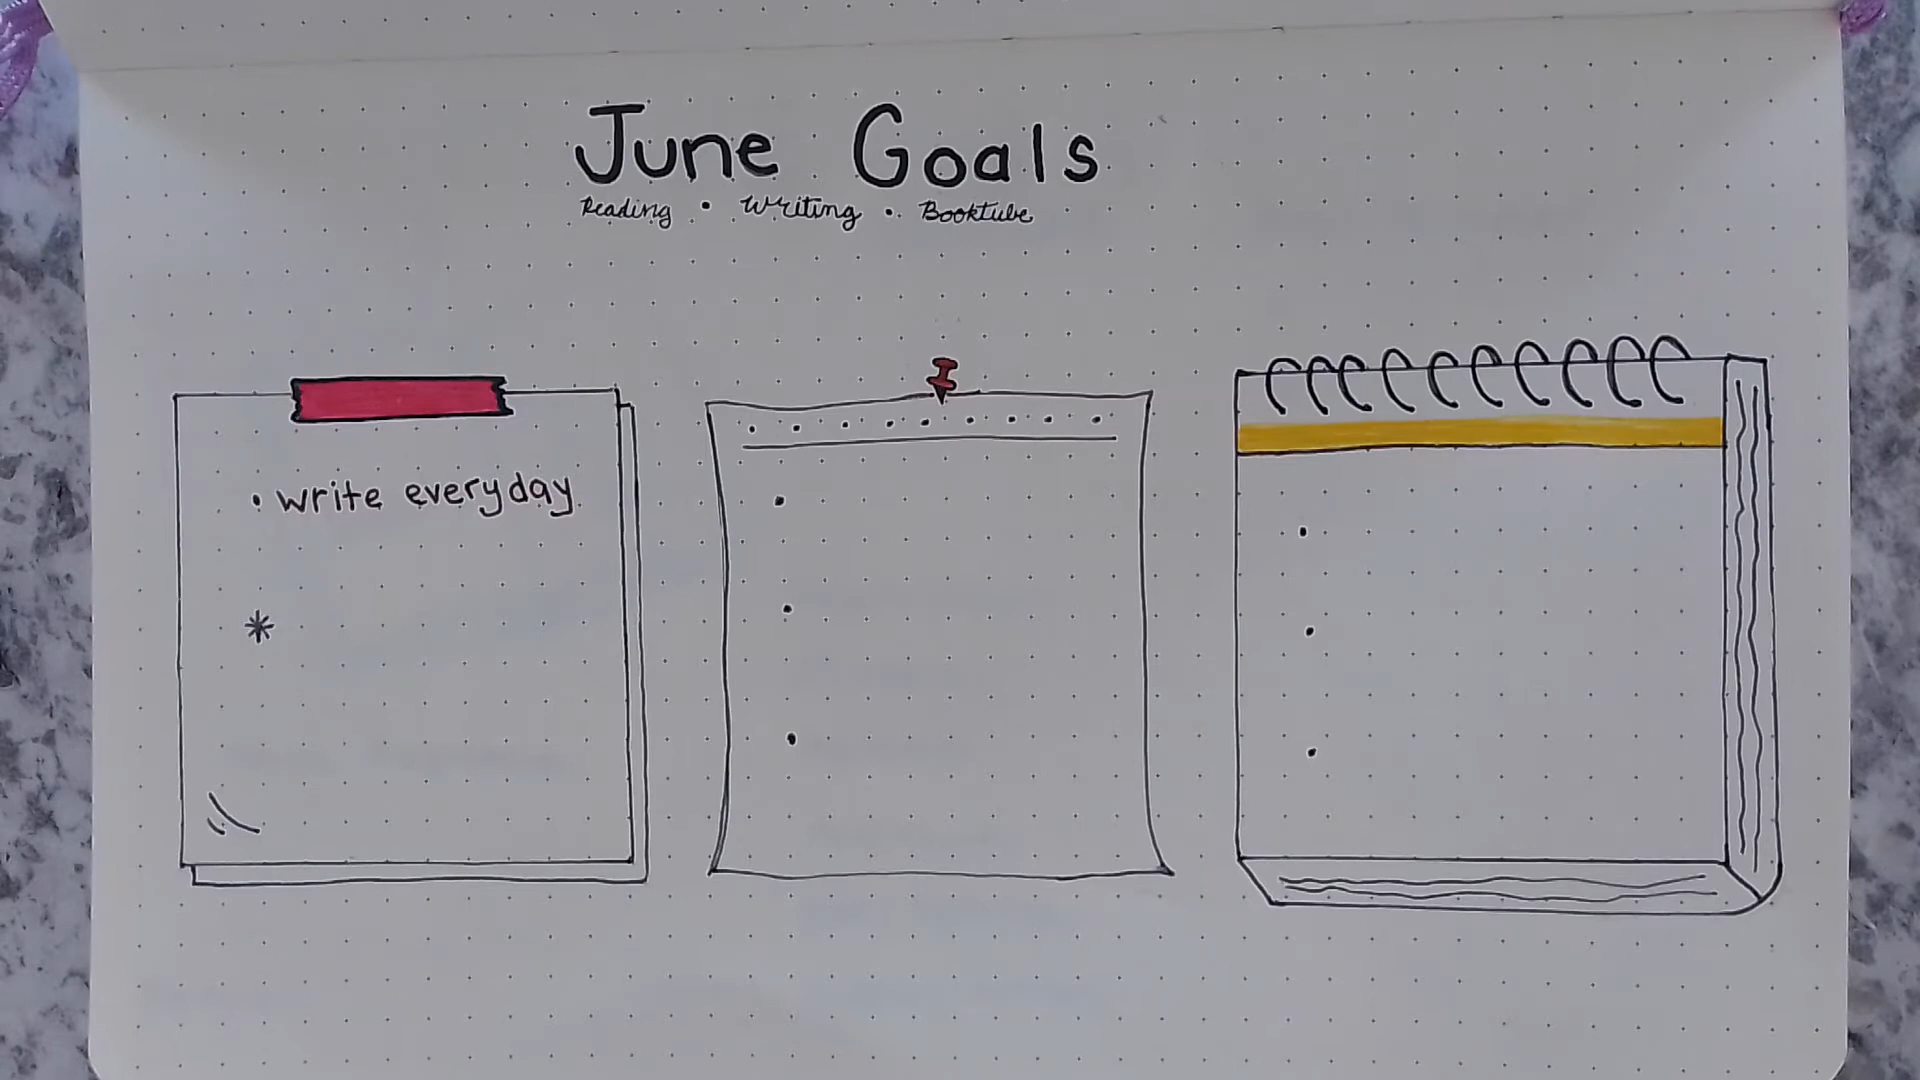 June Goals
Reading • Writing • Booktube
• write everyday
*
•
•
•
•
•
•